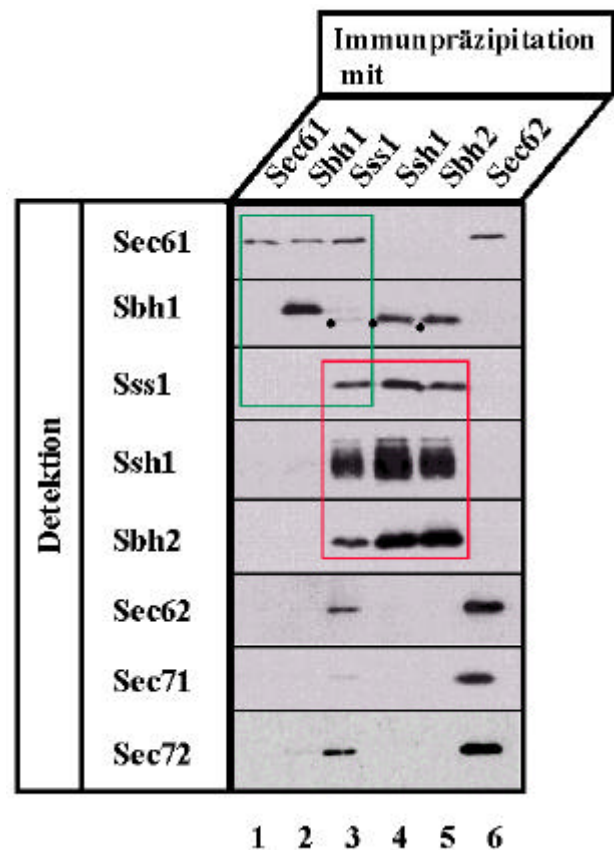 Immunpräzipitation
mit
Sec61
Sbh1
Sss1
Ssh1
Sbh2
Sec62
Detektion
Sec61
Sbh1
Sss1
Ssh1
Sbh2
Sec62
Sec71
Sec72
1 2 3 4 5 6